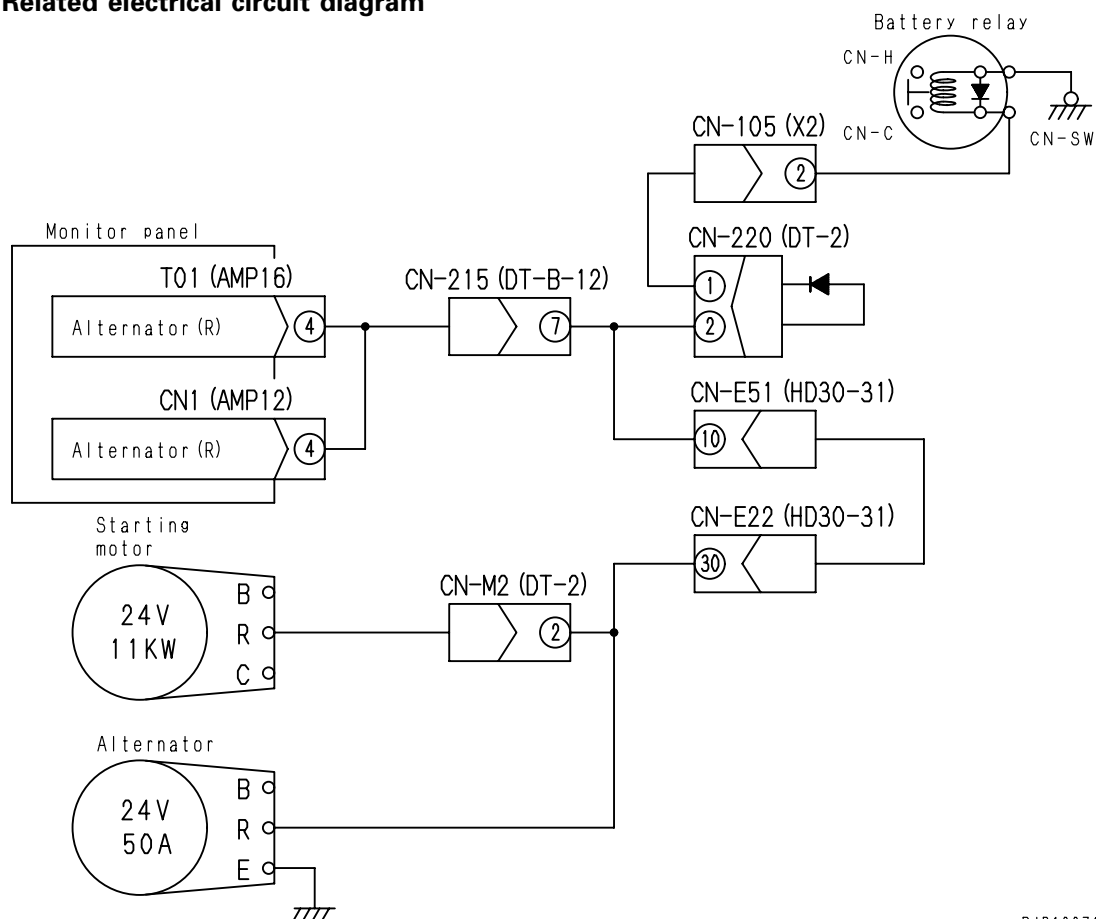 Related electrical circuit diagram
Battery relay
CN-H
CN-C
CN-SW
CN-105 (X2)
2
CN-220 (DT-2)
1
2
Monitor panel
T01 (AMP16)
Alternator (R)
4
CN-215 (DT-B-12)
7
CN1 (AMP12)
Alternator (R)
4
CN-E51 (HD30-31)
10
CN-E22 (HD30-31)
30
Starting
motor
24V
11KW
B
R
C
CN-M2 (DT-2)
2
Alternator
24V
50A
B
R
E